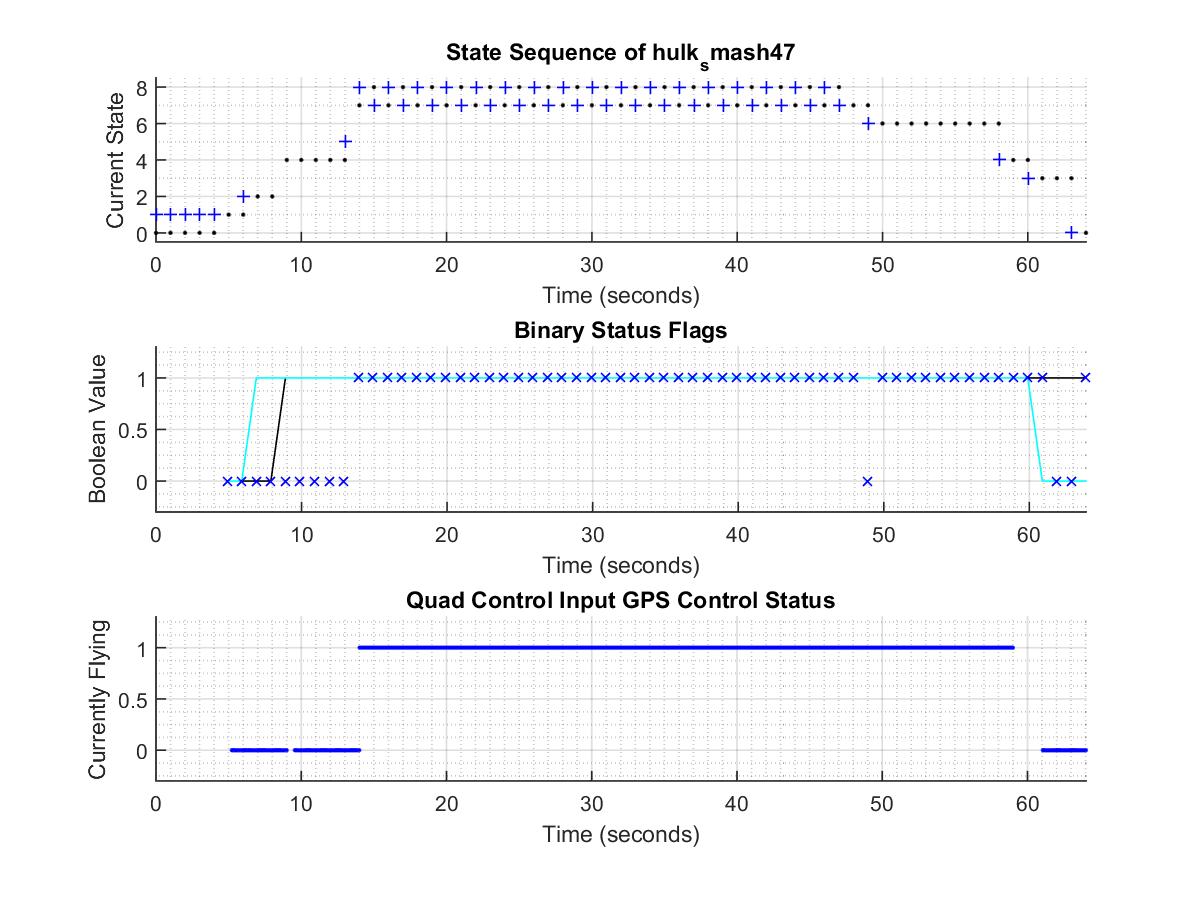 State Sequence of hulksmash47
8
6
4
2
0
Current State
0 10 20 30 40 50 60
Time (seconds)
Binary Status Flags
1
0.5
0
Boolean Value
0 10 20 30 40 50 60
Time (seconds)
Quad Control Input GPS Control Status
1
0.5
0
Currently Flying
0 10 20 30 40 50 60
Time (seconds)